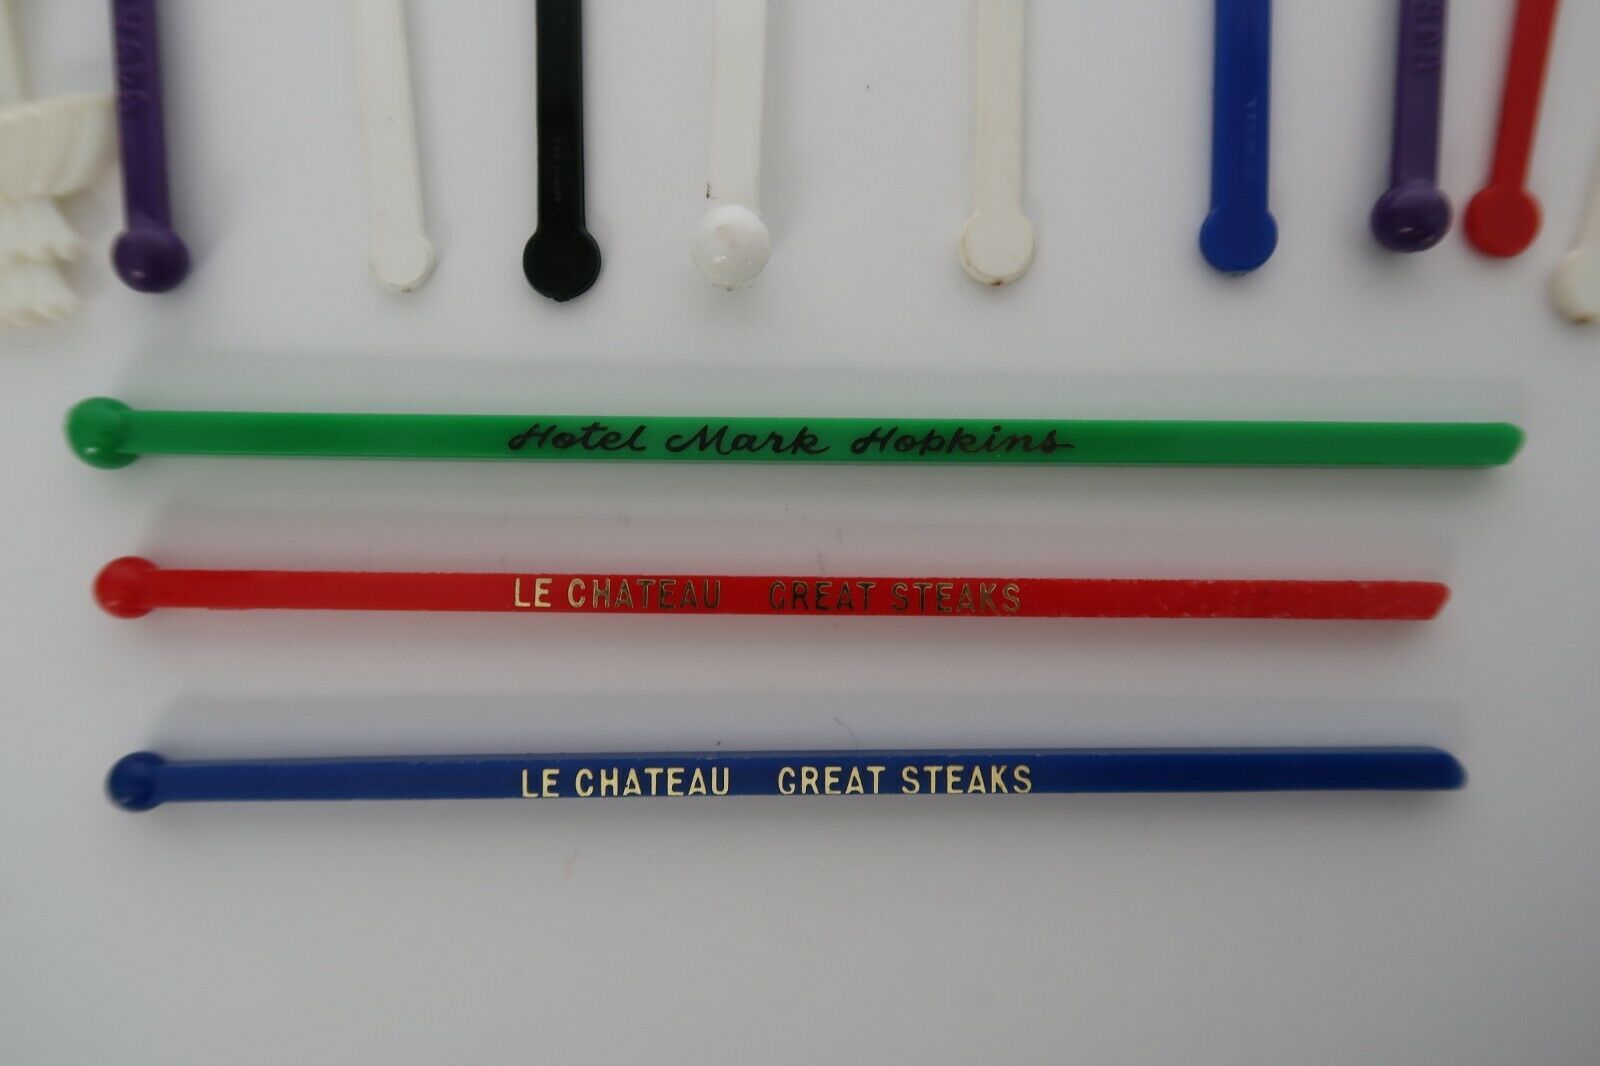 Hotel Mark Hopkins
LE CHATEAU GREAT STEAKS
LE CHATEAU GREAT STEAKS